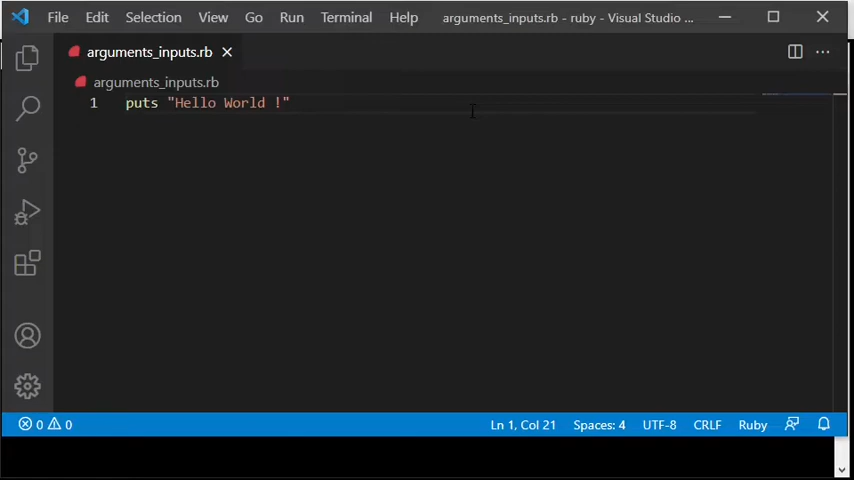 File Edit Selection View Go Run Terminal Help arguments_inputs.rb - ruby - Visual Studio ...
arguments_inputs.rb
arguments_inputs.rb
1 puts "Hello World !"
0 0 Ln 1, Col 21 Spaces: 4 UTF-8 CRLF Ruby